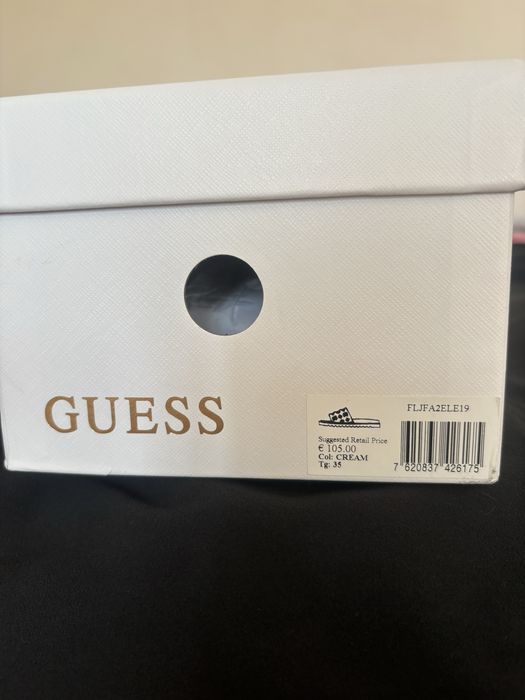 GUESS
FLJFA2ELE19
Suggested Retail Price
€ 105.00
Col: CREAM
Tg: 35
7 620837 426175